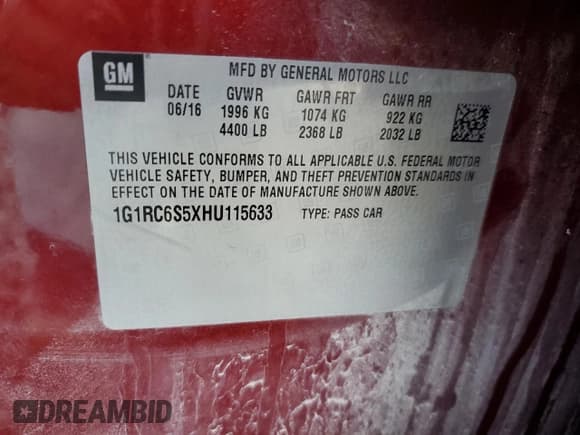 GM
MFD BY GENERAL MOTORS LLC
DATE GVWR GAWR FRT GAWR RR
06/16 1996 KG 1074 KG 922 KG
4400 LB 2368 LB 2032 LB
THIS VEHICLE CONFORMS TO ALL APPLICABLE U.S. FEDERAL MOTOR
VEHICLE SAFETY, BUMPER, AND THEFT PREVENTION STANDARDS IN
EFFECT ON THE DATE OF MANUFACTURE SHOWN ABOVE.
1G1RC6S5XHU115633 TYPE: PASS CAR
DREAMBID